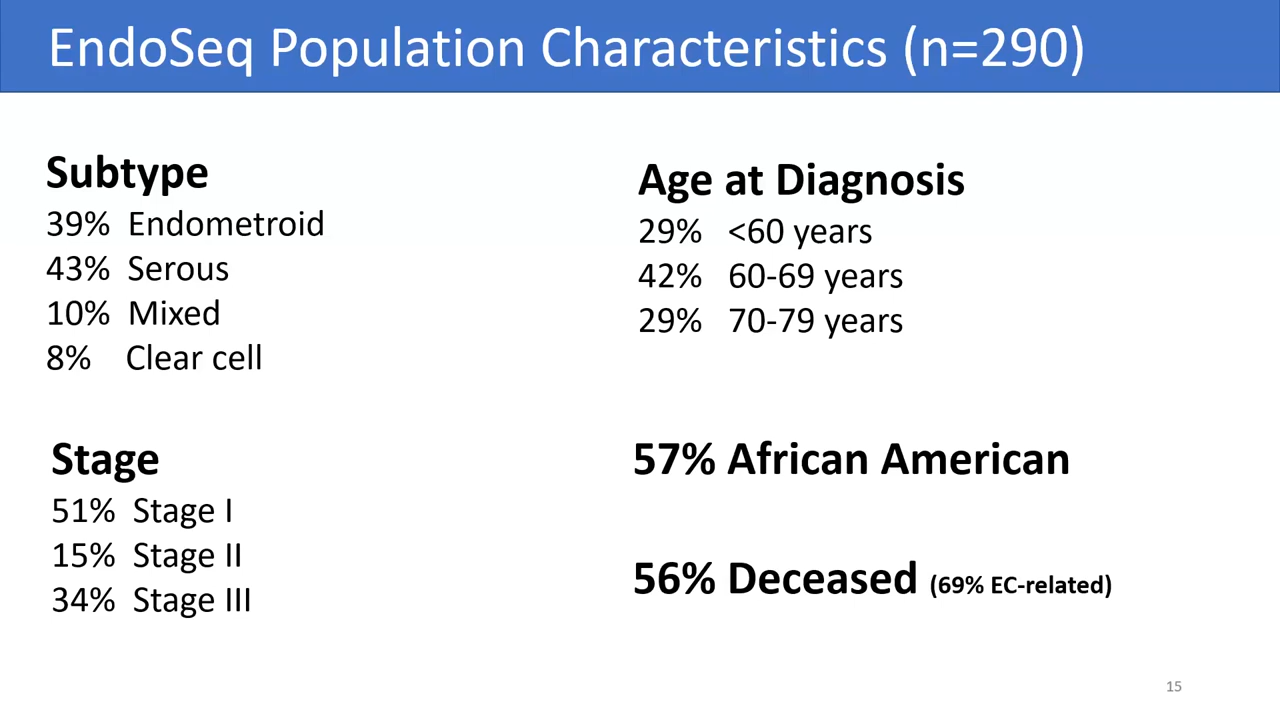 EndoSeq Population Characteristics (n=290)
Subtype
39% Endometroid
43% Serous
10% Mixed
8% Clear cell
Stage
51% Stage I
15% Stage II
34% Stage III
Age at Diagnosis
29% <60 years
42% 60-69 years
29% 70-79 years
57% African American
56% Deceased (69% EC-related)
15